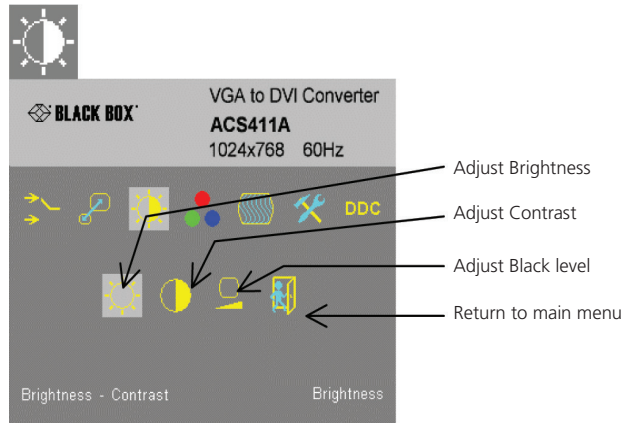 BLACK BOX
VGA to DVI Converter
ACS411A
1024x768 60Hz
DDC
Adjust Brightness
Adjust Contrast
Adjust Black level
Return to main menu
Brightness - Contrast Brightness